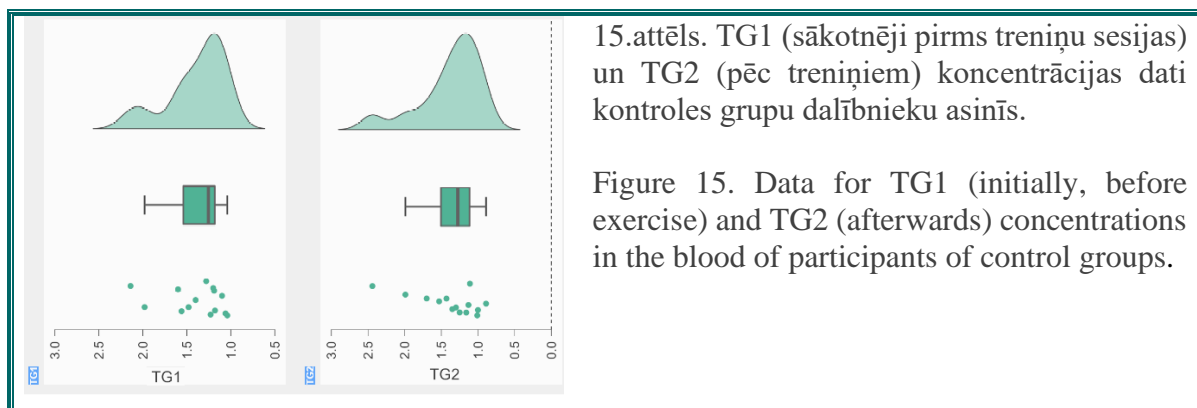 15.attēls. TG1 (sākotnēji pirms treniņu sesijas)
un TG2 (pēc treniņiem) koncentrācijas dati
kontroles grupu dalībnieku asinīs.
Figure 15. Data for TG1 (initially, before
exercise) and TG2 (afterwards) concentrations
in the blood of participants of control groups.
3.0 2.5 2.0 1.5 1.0 0.5
TG1
TG1
3.0 2.5 2.0 1.5 1.0 0.5 0.0
TG2
TG2